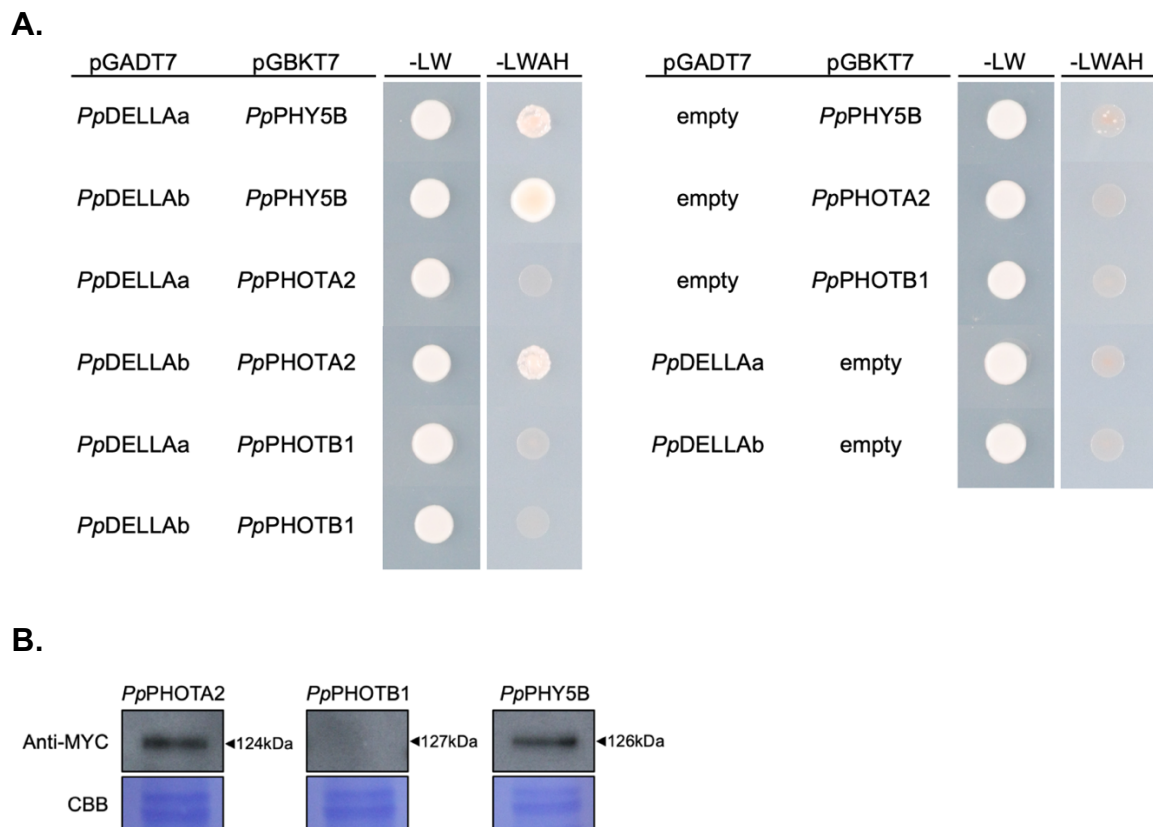 A.
pGADT7 pGBKT7 -LW -LWAH pGADT7 pGBKT7 -LW -LWAH
PpDELLAa PpPHY5B empty PpPHY5B
PpDELLAb PpPHY5B empty PpPHOTA2
PpDELLAa PpPHOTA2 empty PpPHOTB1
PpDELLAb PpPHOTA2 PpDELLAa empty
PpDELLAa PpPHOTB1 PpDELLAb empty
PpDELLAb PpPHOTB1
B.
PpPHOTA2 PpPHOTB1 PpPHY5B
Anti-MYC ◄124kDa ◄127kDa ◄126kDa
CBB